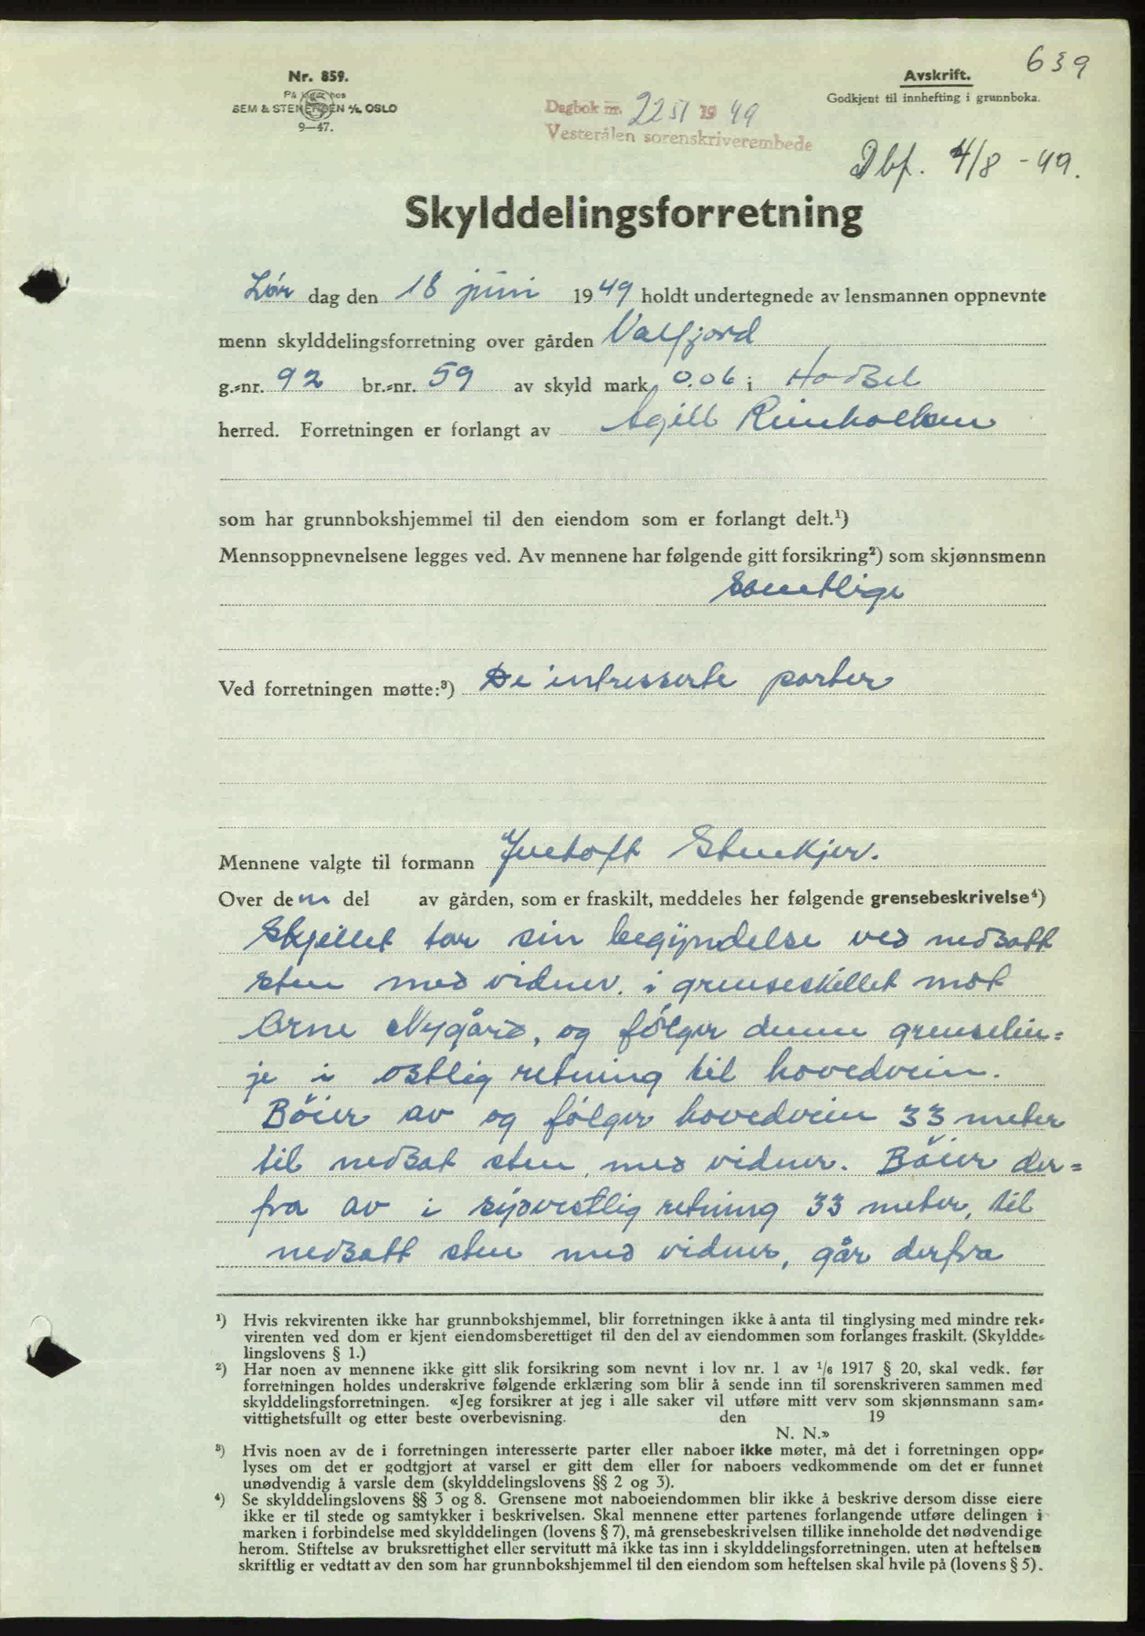 639
Nr. 859.
Avskrift.
På lager hos
SEM & STENERSEN A/S, OSLO
9—47.
Godkjent til innhefting i grunnboka.
Dagbok nr. 2251 1949
Vesterålen sorenskriverembede
Dbf. 4/8 - 49.
Skylddelingsforretning
Lør dag den 18 juni 1949 holdt undertegnede av lensmannen oppnevnte
menn skylddelingsforretning over gården Valfjord
g.-nr. 92 br.-nr. 59 av skyld mark 0.06 i Hadsel
herred. Forretningen er forlangt av Agill Reinholtsen
som har grunnbokshjemmel til den eiendom som er forlangt delt.¹)
Mennsoppnevnelsene legges ved. Av mennene har følgende gitt forsikring²) som skjønnsmenn
Samtlige
Ved forretningen møtte:³) De intresserte parter
Mennene valgte til formann Justoft Stenkjer.
Over den del av gården, som er fraskilt, meddeles her følgende grensebeskrivelse⁴)
Skjellet tar sin begyndelse ved nedsatt
sten med vidner. i grenseskillet mot
Arne Nygård, og følger denne grenselin=
je i østlig retning til hovedveien.
Bøier av og følger hovedveien 33 meter
til nedsat sten, med vidner. Bøier der=
fra av i sydvestlig retning 33 meter, til
nedsatt sten med vidner, går derfra
¹) Hvis rekvirenten ikke har grunnbokshjemmel, blir forretningen ikke å anta til tinglysing med mindre rek-
virenten ved dom er kjent eiendomsberettiget til den del av eiendommen som forlanges fraskilt. (Skyldde-
lingslovens § 1.)
²) Har noen av mennene ikke gitt slik forsikring som nevnt i lov nr. 1 av ¹/₆ 1917 § 20, skal vedk. før
forretningen holdes underskrive følgende erklæring som blir å sende inn til sorenskriveren sammen med
skylddelingsforretningen. «Jeg forsikrer at jeg i alle saker vil utføre mitt verv som skjønnsmann sam-
vittighetsfullt og etter beste overbevisning. den 19
N. N.»
³) Hvis noen av de i forretningen interesserte parter eller naboer ikke møter, må det i forretningen opp-
lyses om det er godtgjort at varsel er gitt dem eller for naboers vedkommende om det er funnet
unødvendig å varsle dem (skylddelingslovens §§ 2 og 3).
⁴) Se skylddelingslovens §§ 3 og 8. Grensene mot naboeiendommen blir ikke å beskrive dersom disse eiere
ikke er til stede og samtykker i beskrivelsen. Skal mennene etter partenes forlangende utføre delingen i
marken i forbindelse med skylddelingen (lovens § 7), må grensebeskrivelsen tillike inneholde det nødvendige
herom. Stiftelse av bruksrettighet eller servitutt må ikke tas inn i skylddelingsforretningen. uten at heftelsen
skriftlig er vedtatt av den som har grunnbokshjemmel til den eiendom som heftelsen skal hvile på (lovens § 5).